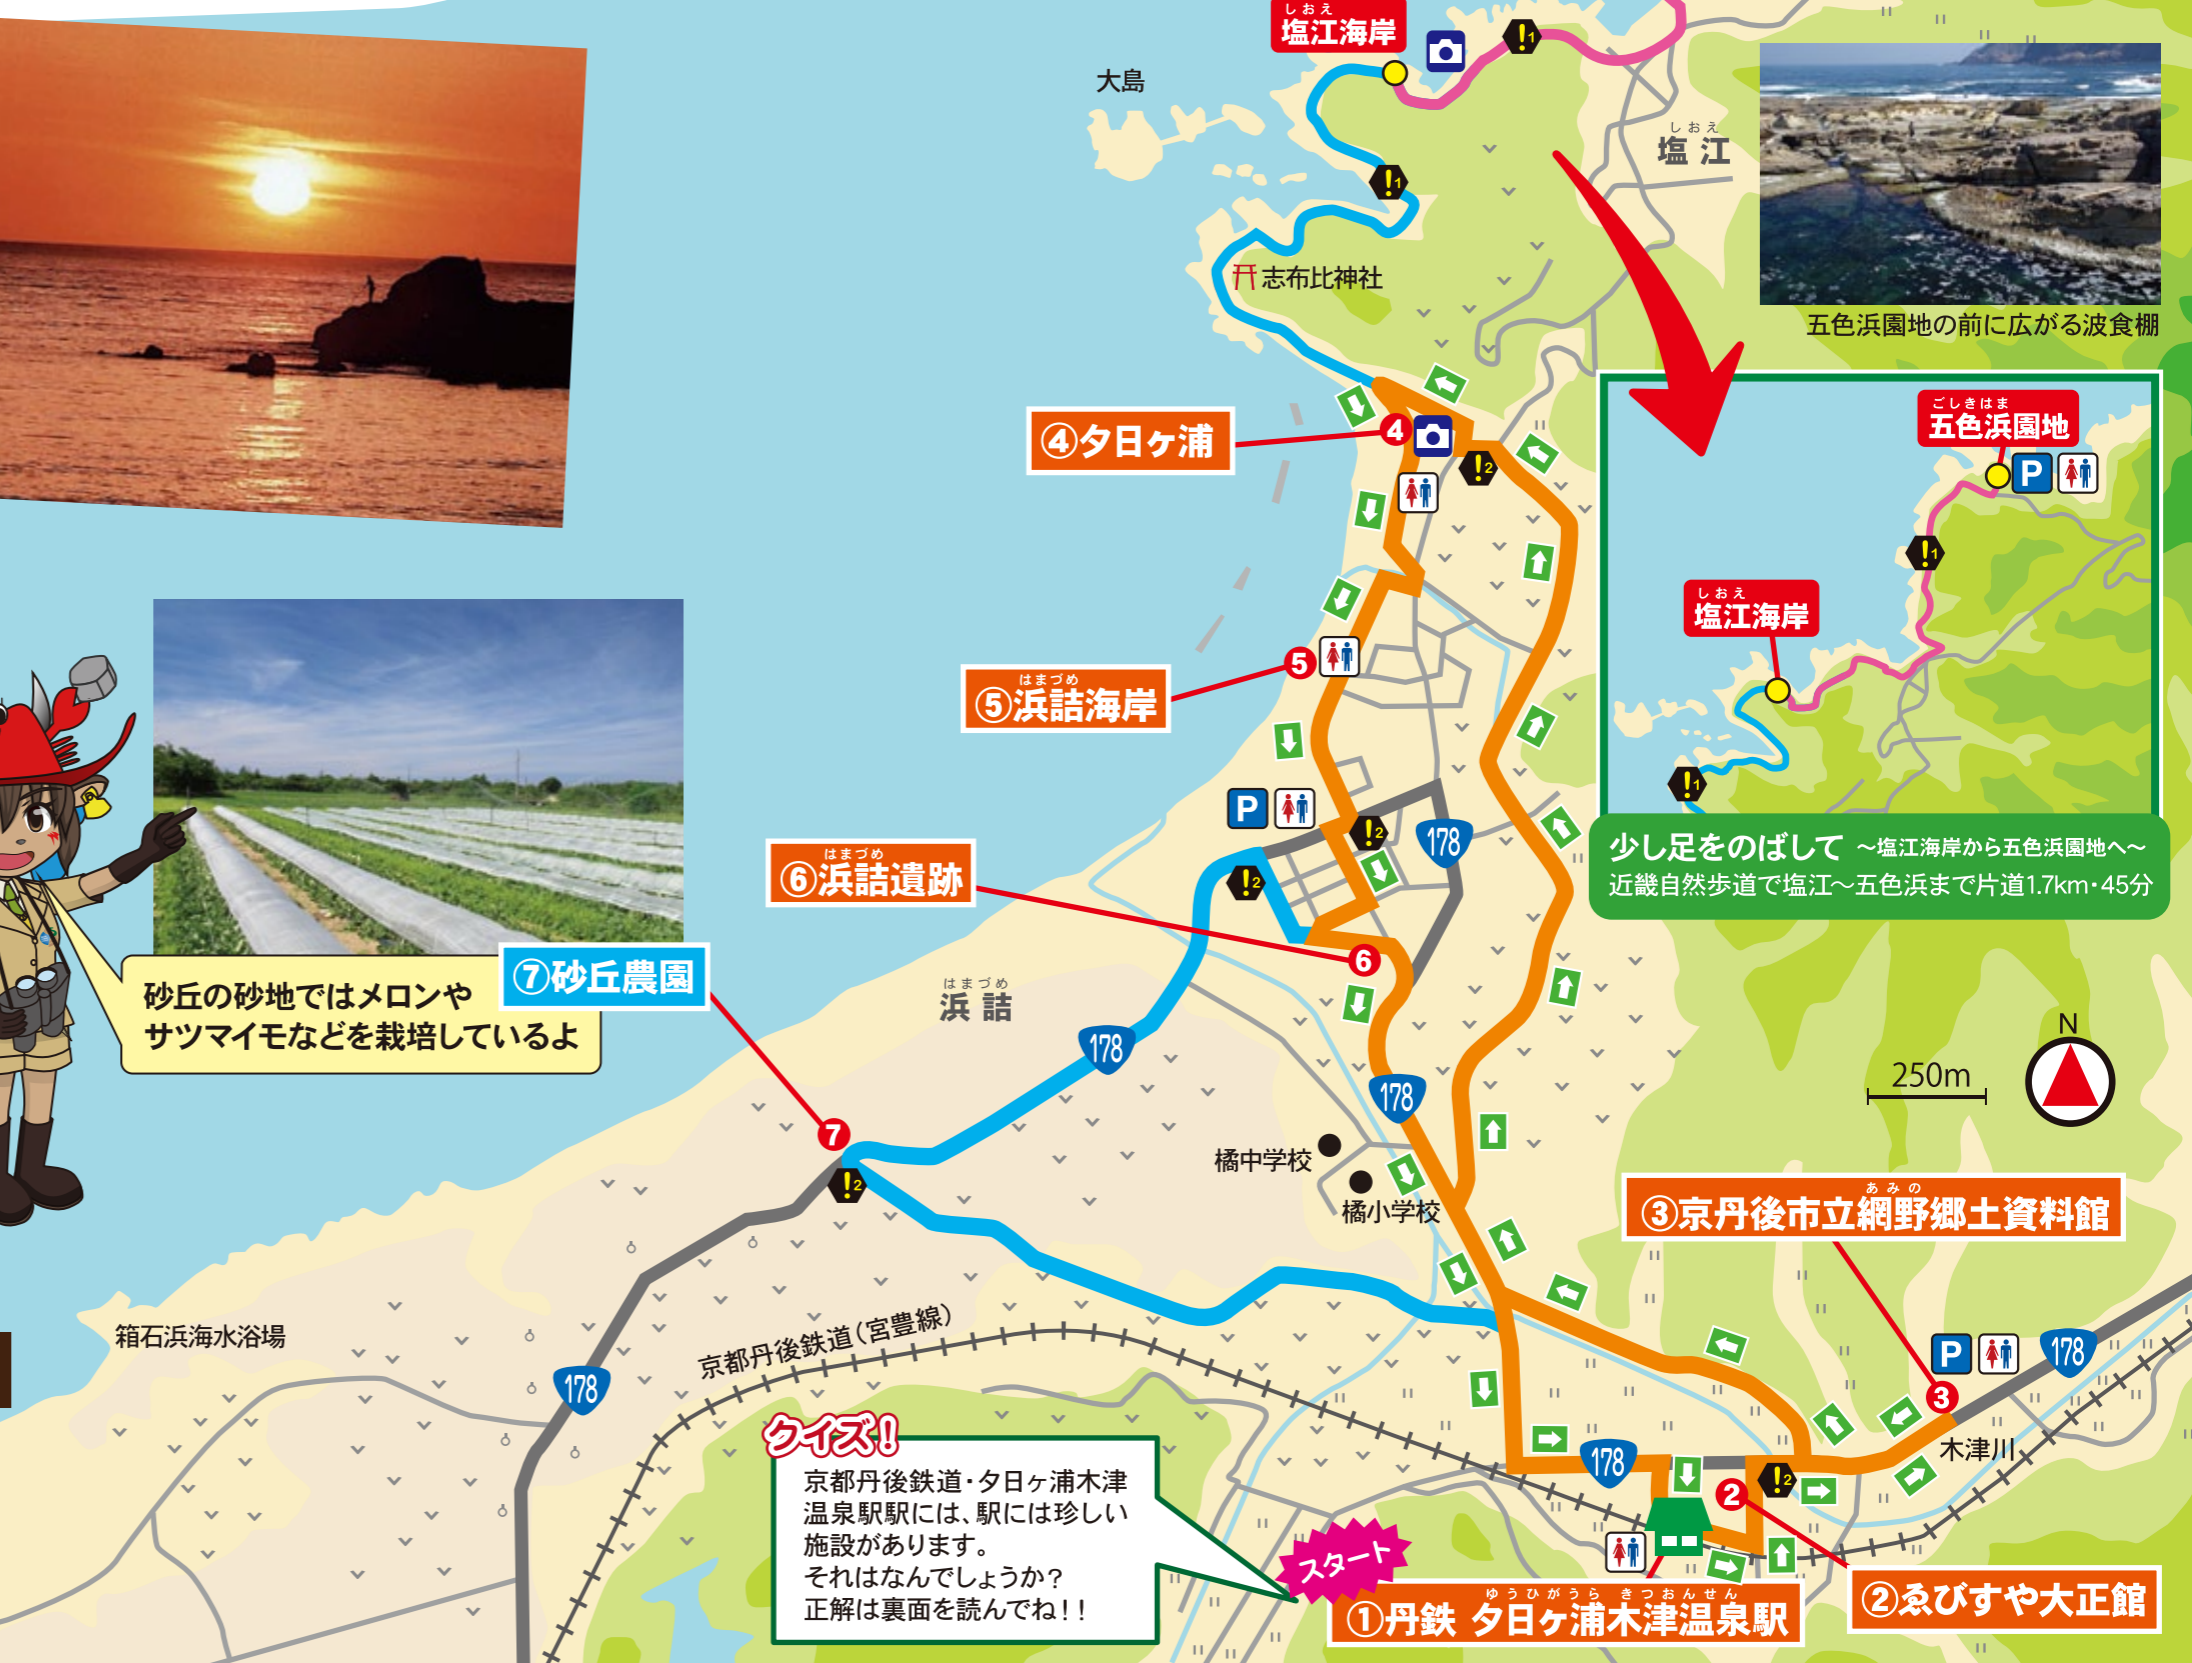 しおえ
塩江海岸
大島
しおえ
塩江
志布比神社
五色浜園地の前に広がる波食棚
ごしきはま
五色浜園地
P
しおえ
塩江海岸
少し足をのばして ～塩江海岸から五色浜園地へ～
近畿自然歩道で塩江～五色浜まで片道1.7km・45分
!1
!1
!1
!1
④夕日ヶ浦
4
!2
はまづめ
⑤浜詰海岸
5
P
!2
178
はまづめ
⑥浜詰遺跡
!2
6
⑦砂丘農園
砂丘の砂地ではメロンや
サツマイモなどを栽培しているよ
はまづめ
浜詰
178
178
N
250m
7
!2
橘中学校
橘小学校
あみの
③京丹後市立網野郷土資料館
箱石浜海水浴場
京都丹後鉄道（宮豊線）
178
P
178
3
木津川
クイズ！
京都丹後鉄道・夕日ヶ浦木津
温泉駅駅には、駅には珍しい
施設があります。
それはなんでしょうか？
正解は裏面を読んでね！！
178
2
!2
スタート
ゆうひがうら きつおんせん
①丹鉄 夕日ヶ浦木津温泉駅
②ゑびすや大正館